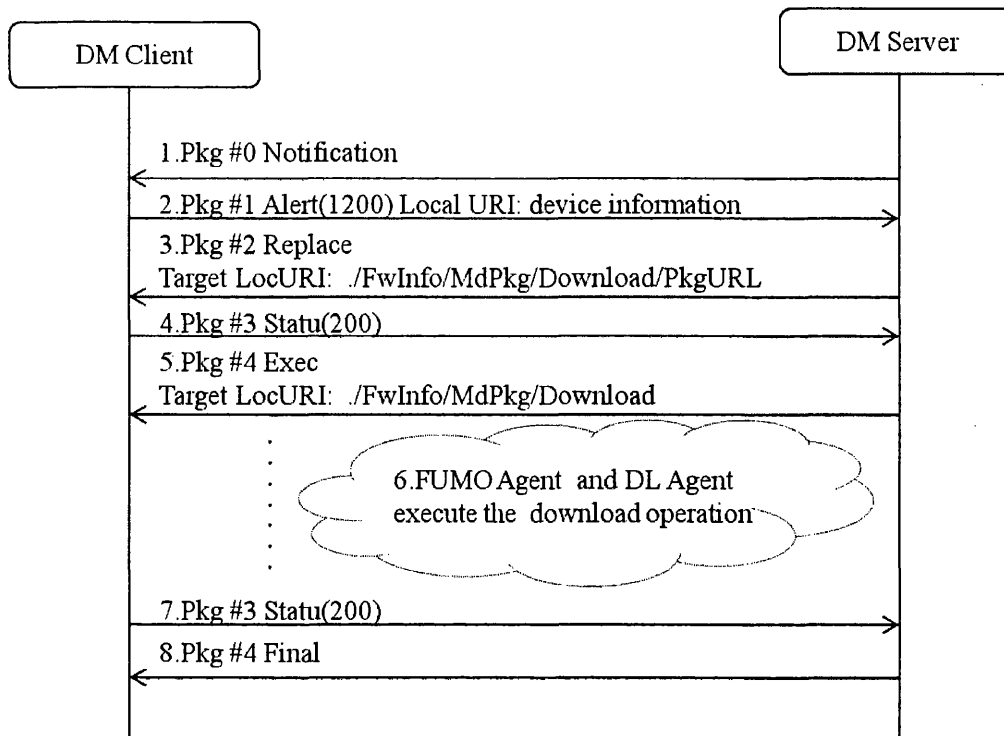 DM Client
DM Server
1.Pkg #0 Notification
2.Pkg #1 Alert(1200) Local URI: device information
3.Pkg #2 Replace
Target LocURI: ./FwInfo/MdPkg/Download/PkgURL
4.Pkg #3 Statu(200)
5.Pkg #4 Exec
Target LocURI: ./FwInfo/MdPkg/Download
6.FUMO Agent and DL Agent
execute the download operation
7.Pkg #3 Statu(200)
8.Pkg #4 Final